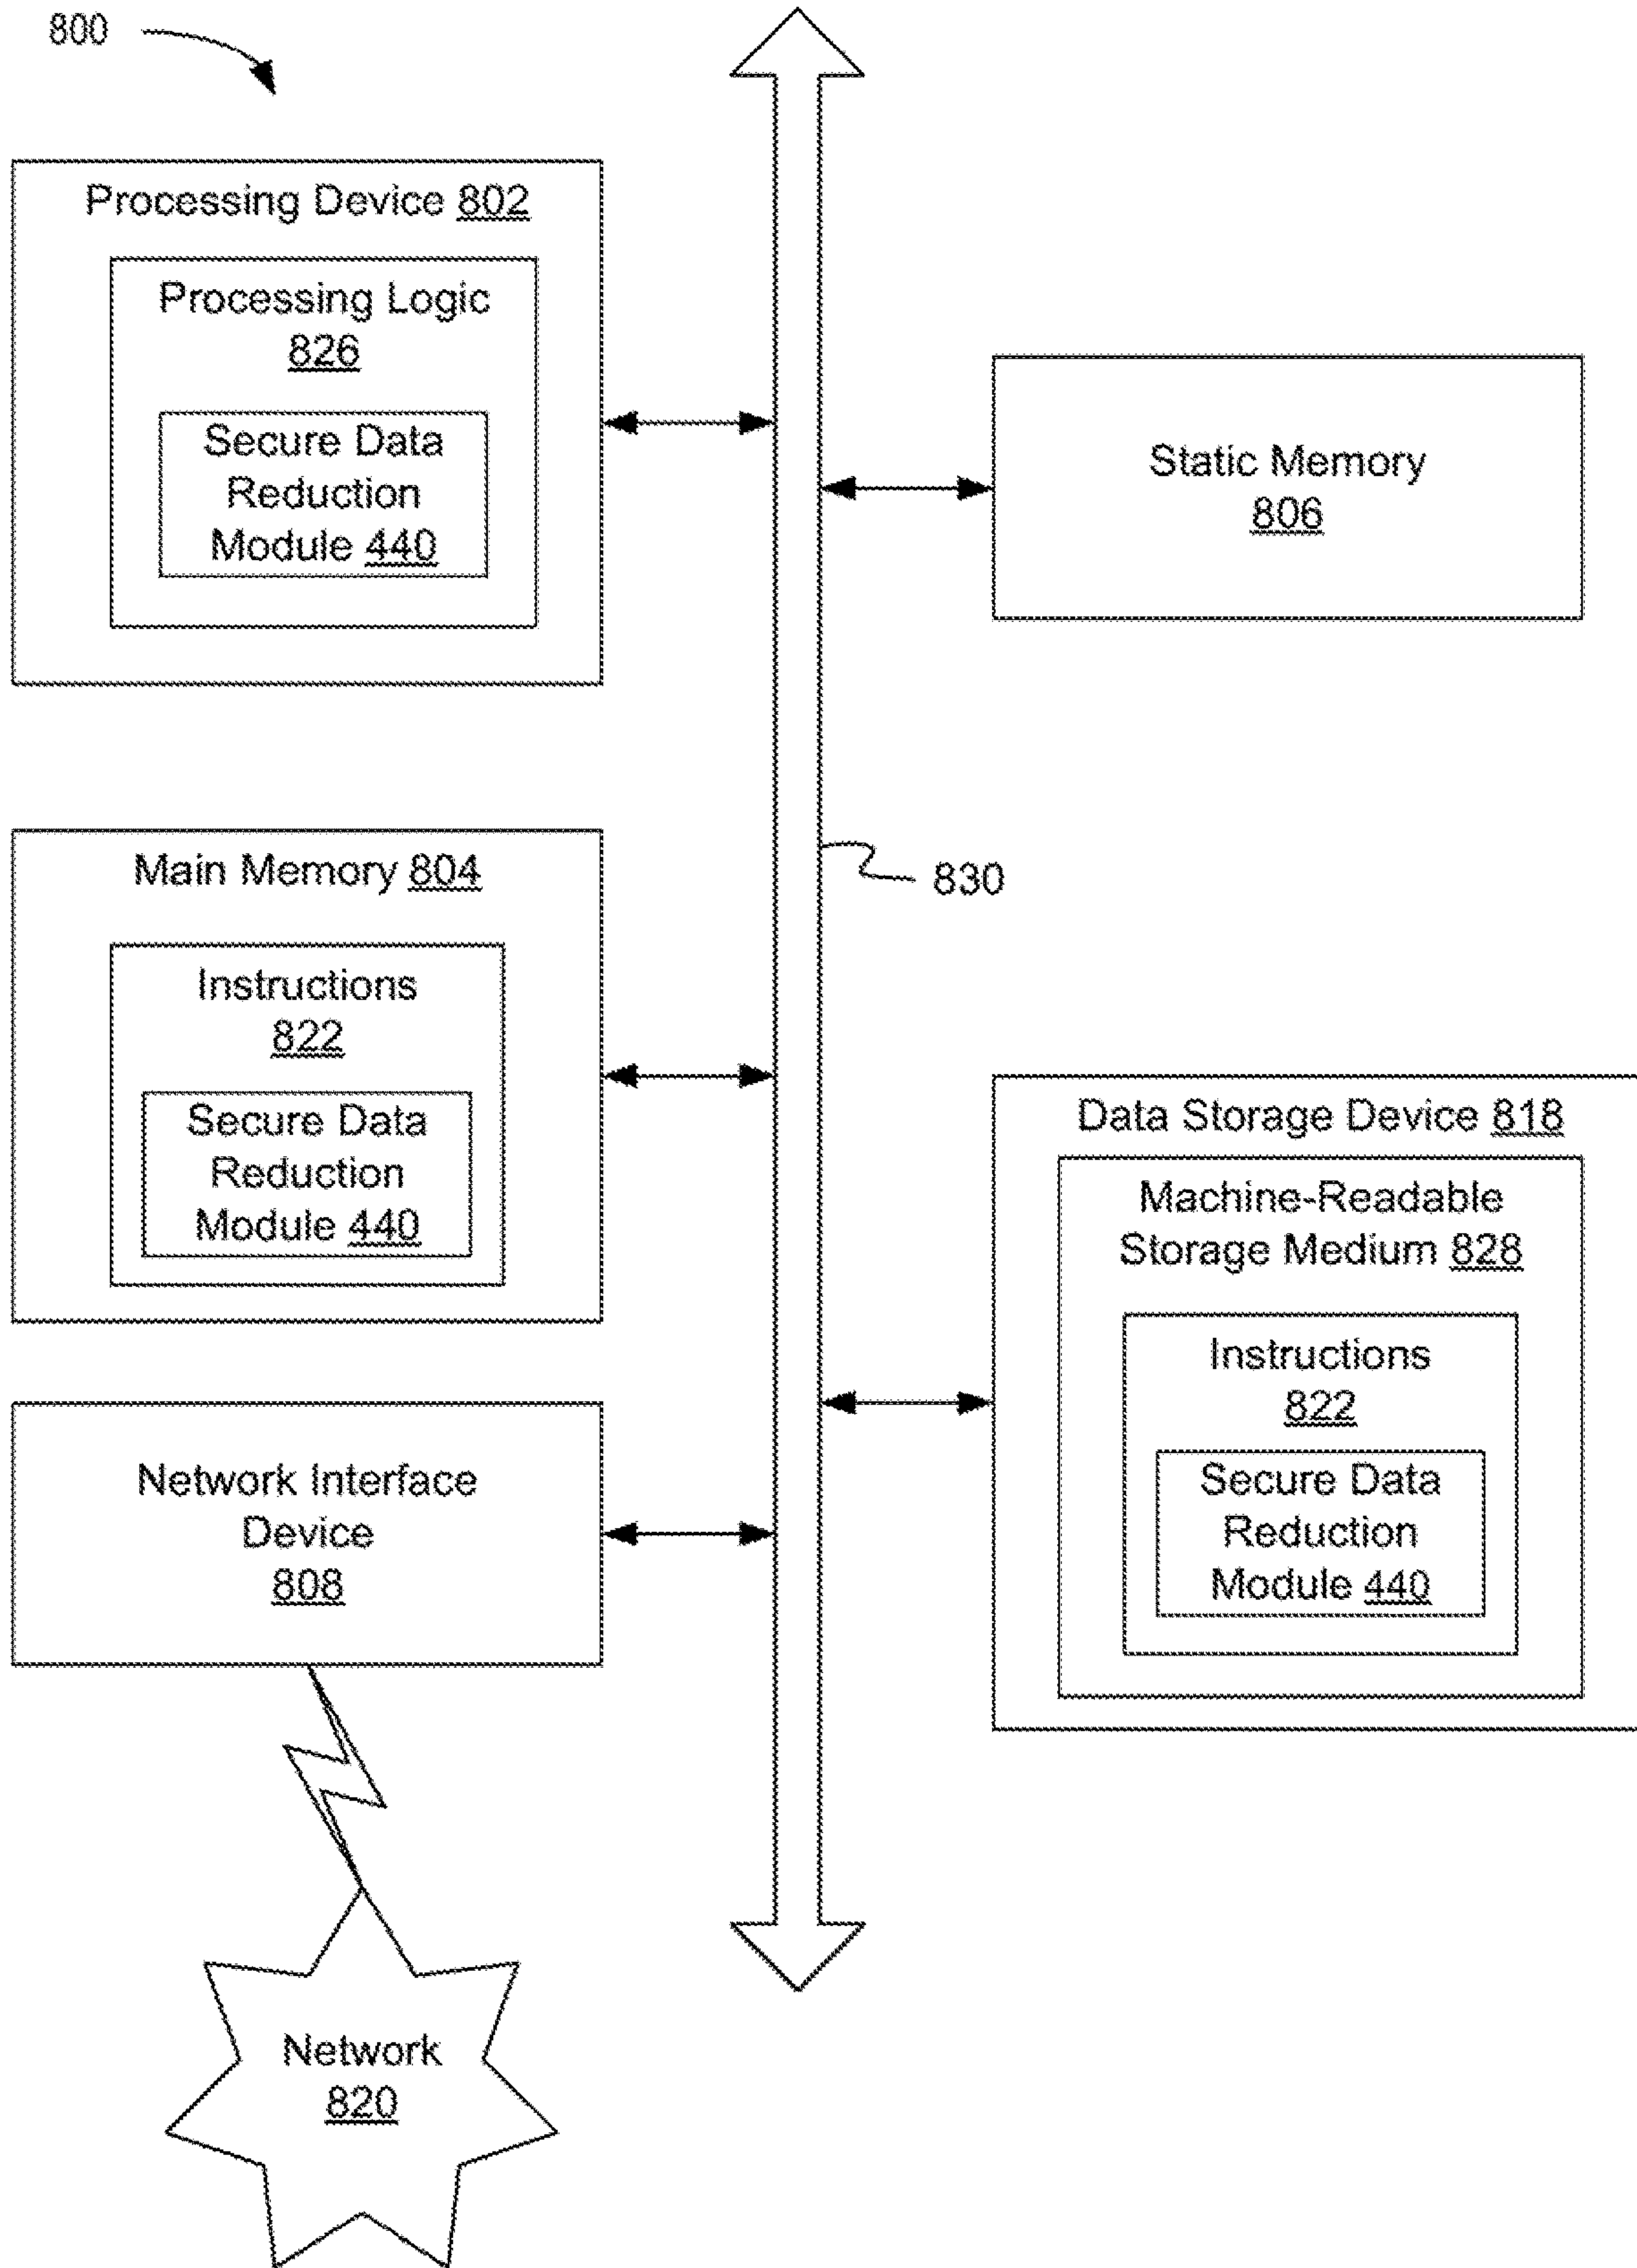 800
Processing Device 802
Processing Logic
826
Secure Data
Reduction
Module 440
Static Memory
806
Main Memory 804
830
Instructions
822
Secure Data
Reduction
Module 440
Data Storage Device 818
Machine-Readable
Storage Medium 828
Instructions
822
Secure Data
Reduction
Module 440
Network Interface
Device
808
Network
820